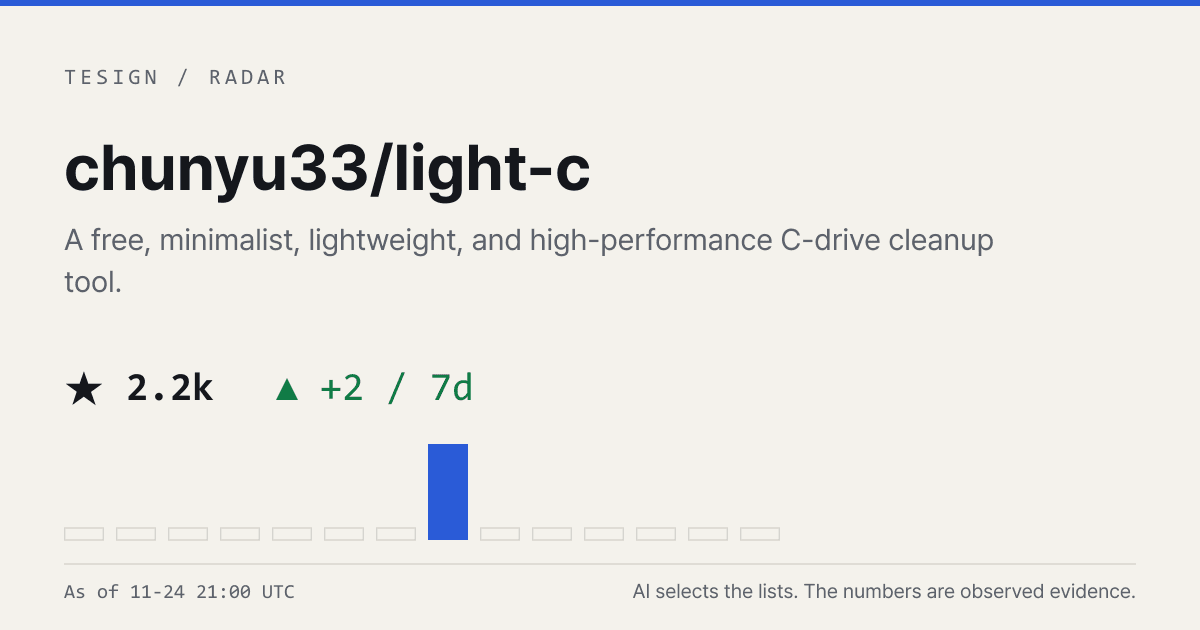 TESIGN / RADAR
chunyu33/light-c
A free, minimalist, lightweight, and high-performance C-drive cleanup
tool.
★ 2.2k ▲ +2 / 7d
As of 11-24 21:00 UTC
AI selects the lists. The numbers are observed evidence.